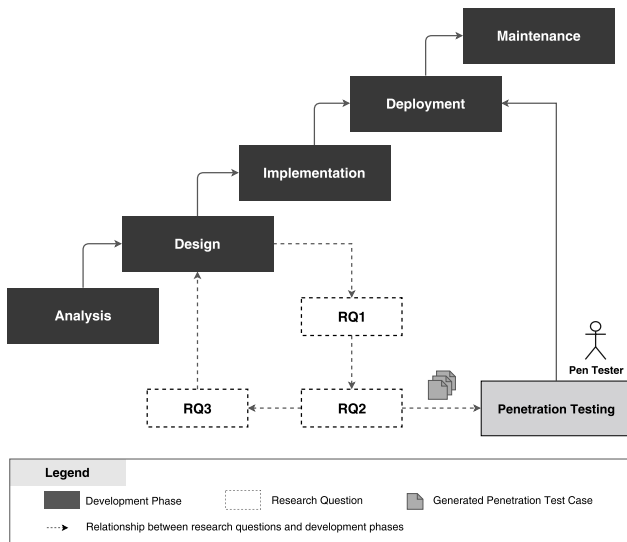 Maintenance
Deployment
Implementation
Design
Analysis
RQ1
Pen Tester
RQ3
RQ2
Penetration Testing
Legend
Development Phase
Research Question
Generated Penetration Test Case
Relationship between research questions and development phases